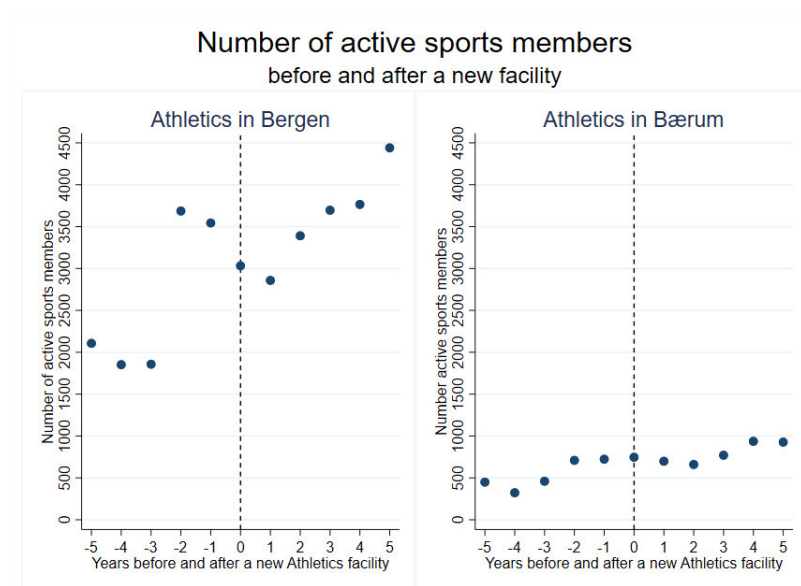 Number of active sports members
before and after a new facility
Athletics in Bergen
Number of active sports members
4500
4000
3500
3000
2500
2000
1500
1000
500
0
-5 -4 -3 -2 -1 0 1 2 3 4 5
Years before and after a new Athletics facility
Athletics in Bærum
Number active sports members
4500
4000
3500
3000
2500
2000
1500
1000
500
0
-5 -4 -3 -2 -1 0 1 2 3 4 5
Years before and after a new Athletics facility